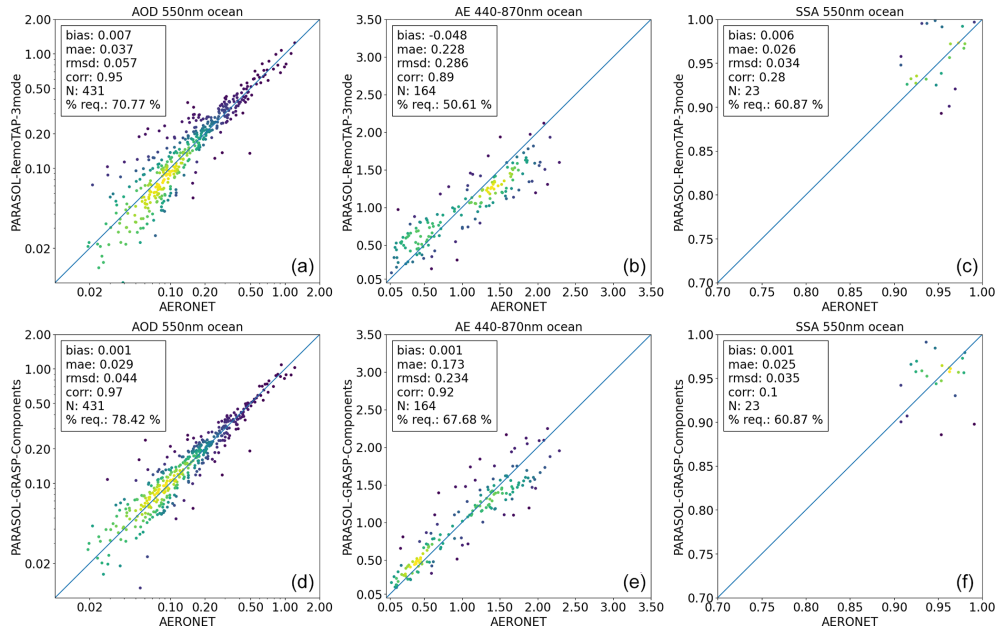 AOD 550nm ocean
2.00
1.00
0.50
0.20
0.10
0.02
PARASOL-RemoTAP-3mode
bias: 0.007
mae: 0.037
rmsd: 0.057
corr: 0.95
N: 431
% req.: 70.77 %
(a)
0.02 0.10 0.20 0.50 1.00 2.00
AERONET
AE 440-870nm ocean
3.50
3.00
2.50
2.00
1.50
1.00
0.50
0.05
PARASOL-RemoTAP-3mode
bias: -0.048
mae: 0.228
rmsd: 0.286
corr: 0.89
N: 164
% req.: 50.61 %
(b)
0.05 0.50 1.00 1.50 2.00 2.50 3.00 3.50
AERONET
SSA 550nm ocean
1.00
0.95
0.90
0.85
0.80
0.75
0.70
PARASOL-RemoTAP-3mode
bias: 0.006
mae: 0.026
rmsd: 0.034
corr: 0.28
N: 23
% req.: 60.87 %
(c)
0.70 0.75 0.80 0.85 0.90 0.95 1.00
AERONET
AOD 550nm ocean
2.00
1.00
0.50
0.20
0.10
0.02
PARASOL-GRASP-Components
bias: 0.001
mae: 0.029
rmsd: 0.044
corr: 0.97
N: 431
% req.: 78.42 %
(d)
0.02 0.10 0.20 0.50 1.00 2.00
AERONET
AE 440-870nm ocean
3.50
3.00
2.50
2.00
1.50
1.00
0.50
0.05
PARASOL-GRASP-Components
bias: 0.001
mae: 0.173
rmsd: 0.234
corr: 0.92
N: 164
% req.: 67.68 %
(e)
0.05 0.50 1.00 1.50 2.00 2.50 3.00 3.50
AERONET
SSA 550nm ocean
1.00
0.95
0.90
0.85
0.80
0.75
0.70
PARASOL-GRASP-Components
bias: 0.001
mae: 0.025
rmsd: 0.035
corr: 0.1
N: 23
% req.: 60.87 %
(f)
0.70 0.75 0.80 0.85 0.90 0.95 1.00
AERONET